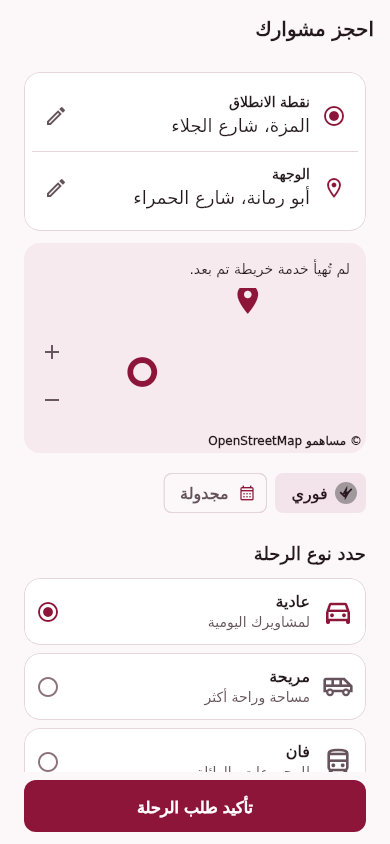 احجز مشوارك
نقطة الانطلاق
المزة، شارع الجلاء
الوجهة
أبو رمانة، شارع الحمراء
لم تُهيأ خدمة خريطة تم بعد.
© مساهمو OpenStreetMap
فوري
مجدولة
حدد نوع الرحلة
عادية
لمشاويرك اليومية
مريحة
مساحة وراحة أكثر
فان
تأكيد طلب الرحلة